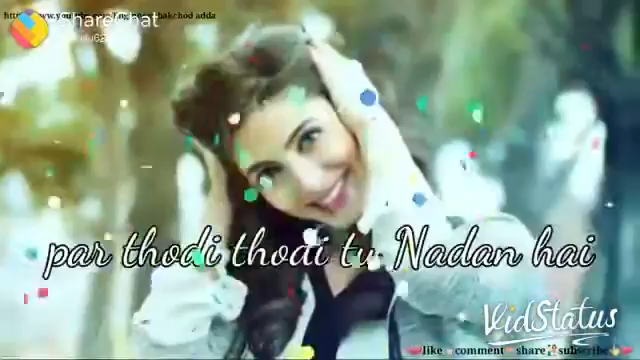 ShareChat
par thodi thodi tu Nadan hai
VidStatus
like comment share subscribe